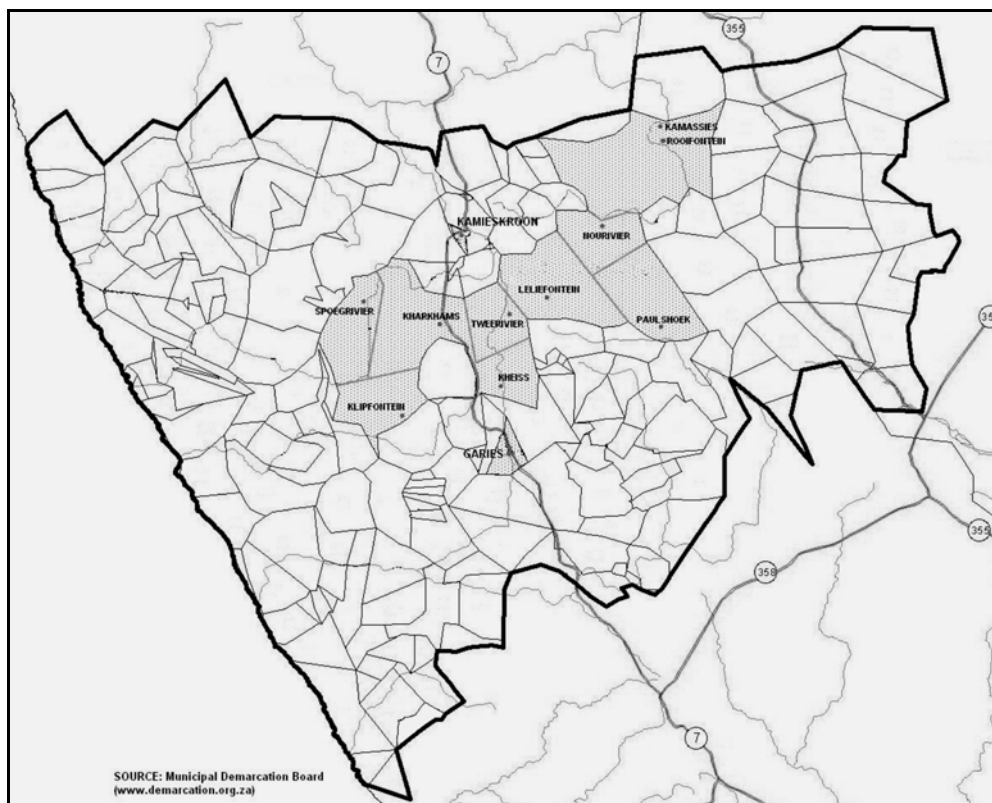 355
7
KAMASSIES
ROOIFONTEIN
KAMIESKROON
NOURIVIER
LELIEFONTEIN
SPOEGRIVIER
KHARKHAMS
TWEERIVIER
PAULSHOEK
KHEISS
KLIPFONTEIN
GARIES
355
358
7
SOURCE: Municipal Demarcation Board
(www.demarcation.org.za)